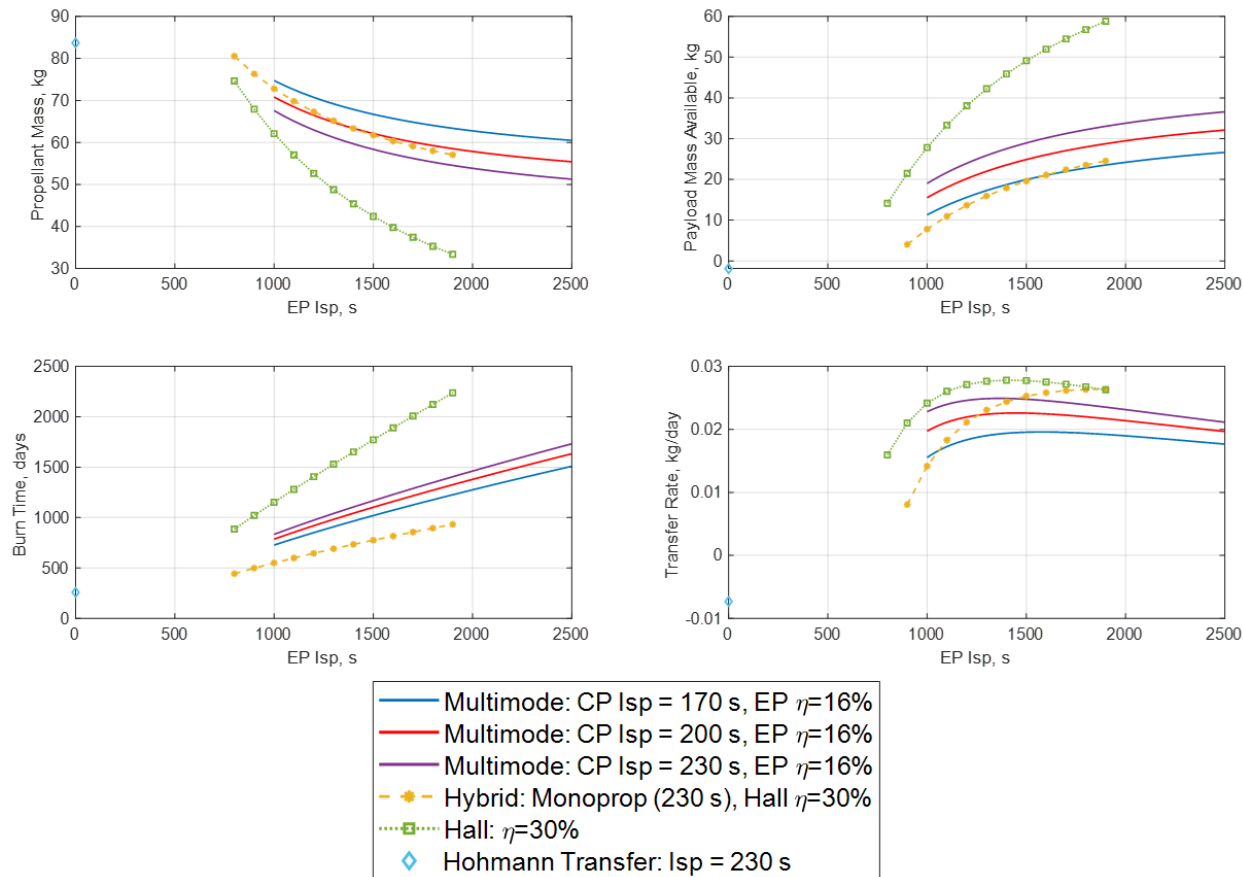 90
80
70
60
50
40
30
Propellant Mass, kg
0 500 1000 1500 2000 2500
EP Isp, s
60
50
40
30
20
10
0
Payload Mass Available, kg
0 500 1000 1500 2000 2500
EP Isp, s
2500
2000
1500
1000
500
0
Burn Time, days
0 500 1000 1500 2000 2500
EP Isp, s
0.03
0.02
0.01
0
-0.01
Transfer Rate, kg/day
0 500 1000 1500 2000 2500
EP Isp, s
Multimode: CP Isp = 170 s, EP η=16%
Multimode: CP Isp = 200 s, EP η=16%
Multimode: CP Isp = 230 s, EP η=16%
Hybrid: Monoprop (230 s), Hall η=30%
Hall: η=30%
Hohmann Transfer: Isp = 230 s